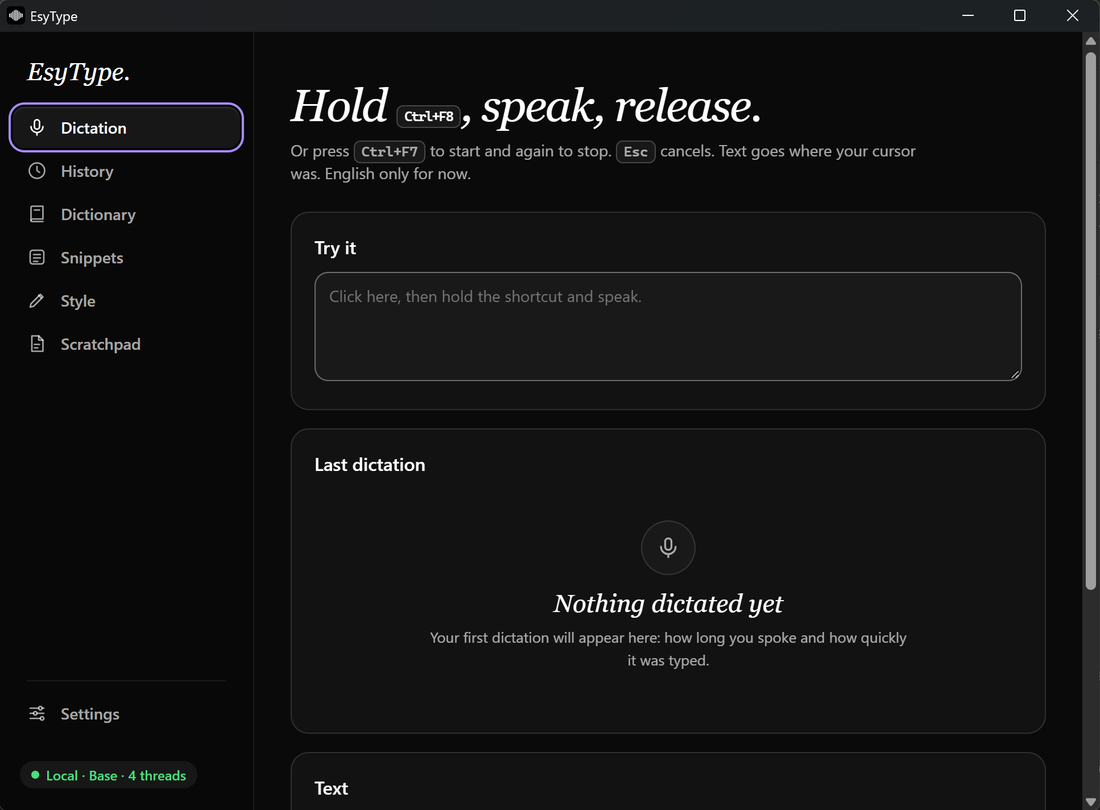 EsyType
EsyType.
Dictation
History
Dictionary
Snippets
Style
Scratchpad
Settings
Local · Base · 4 threads
Hold Ctrl+F8, speak, release.
Or press Ctrl+F7 to start and again to stop. Esc cancels. Text goes where your cursor
was. English only for now.
Try it
Click here, then hold the shortcut and speak.
Last dictation
Nothing dictated yet
Your first dictation will appear here: how long you spoke and how quickly
it was typed.
Text